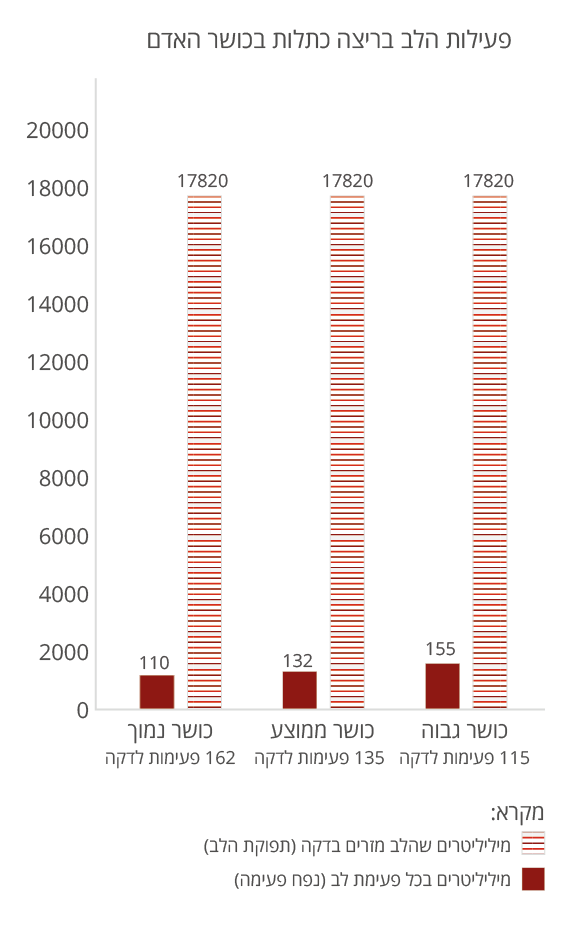 פעילות הלב בריצה כתלות בכושר האדם
20000
18000
16000
14000
12000
10000
8000
6000
4000
2000
0
17820
17820
17820
155
132
110
כושר גבוה
כושר ממוצע
כושר נמוך
115 פעימות לדקה
135 פעימות לדקה
162 פעימות לדקה
מקרא:
מיליליטרים שהלב מזרים בדקה (תפוקת הלב)
מיליליטרים בכל פעימת לב (נפח פעימה)